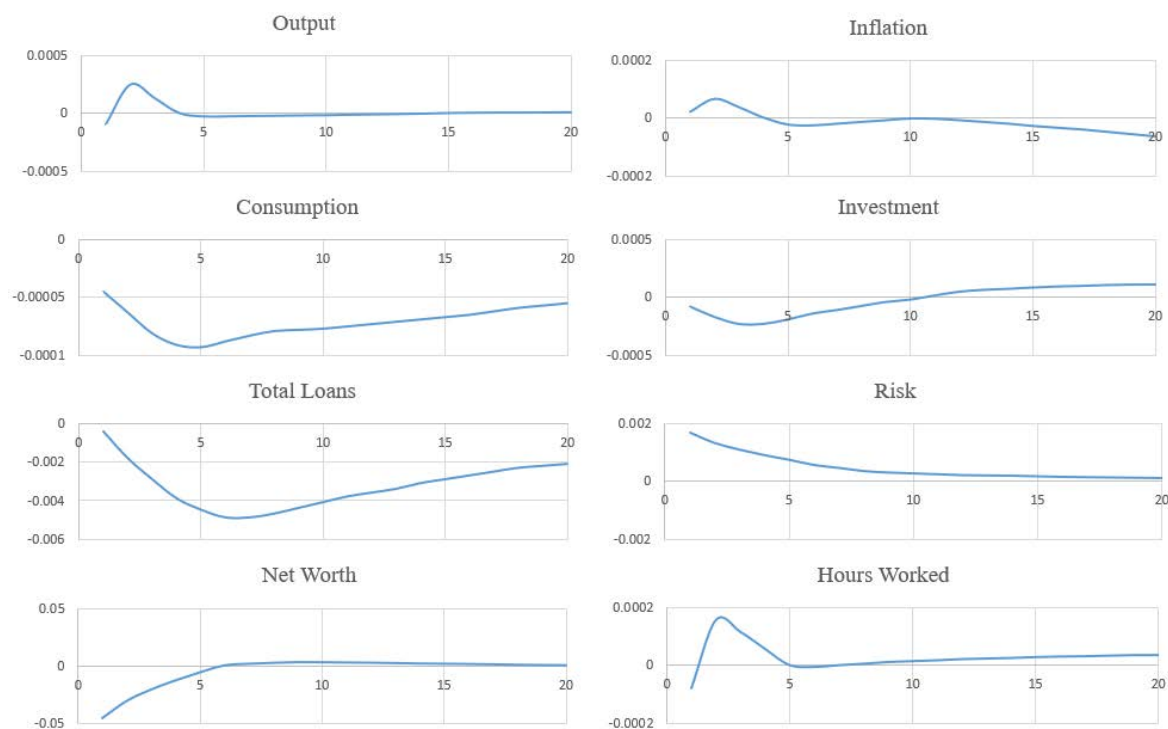 Output
0.0005
0
-0.0005
0 5 10 15 20
Inflation
0.0002
0
-0.0002
0 5 10 15 20
Consumption
0
-0.00005
-0.0001
0 5 10 15 20
Investment
0.0005
0
-0.0005
0 5 10 15 20
Total Loans
0
-0.002
-0.004
-0.006
0 5 10 15 20
Risk
0.002
0
-0.002
0 5 10 15 20
Net Worth
0.05
0
-0.05
0 5 10 15 20
Hours Worked
0.0002
0
-0.0002
0 5 10 15 20